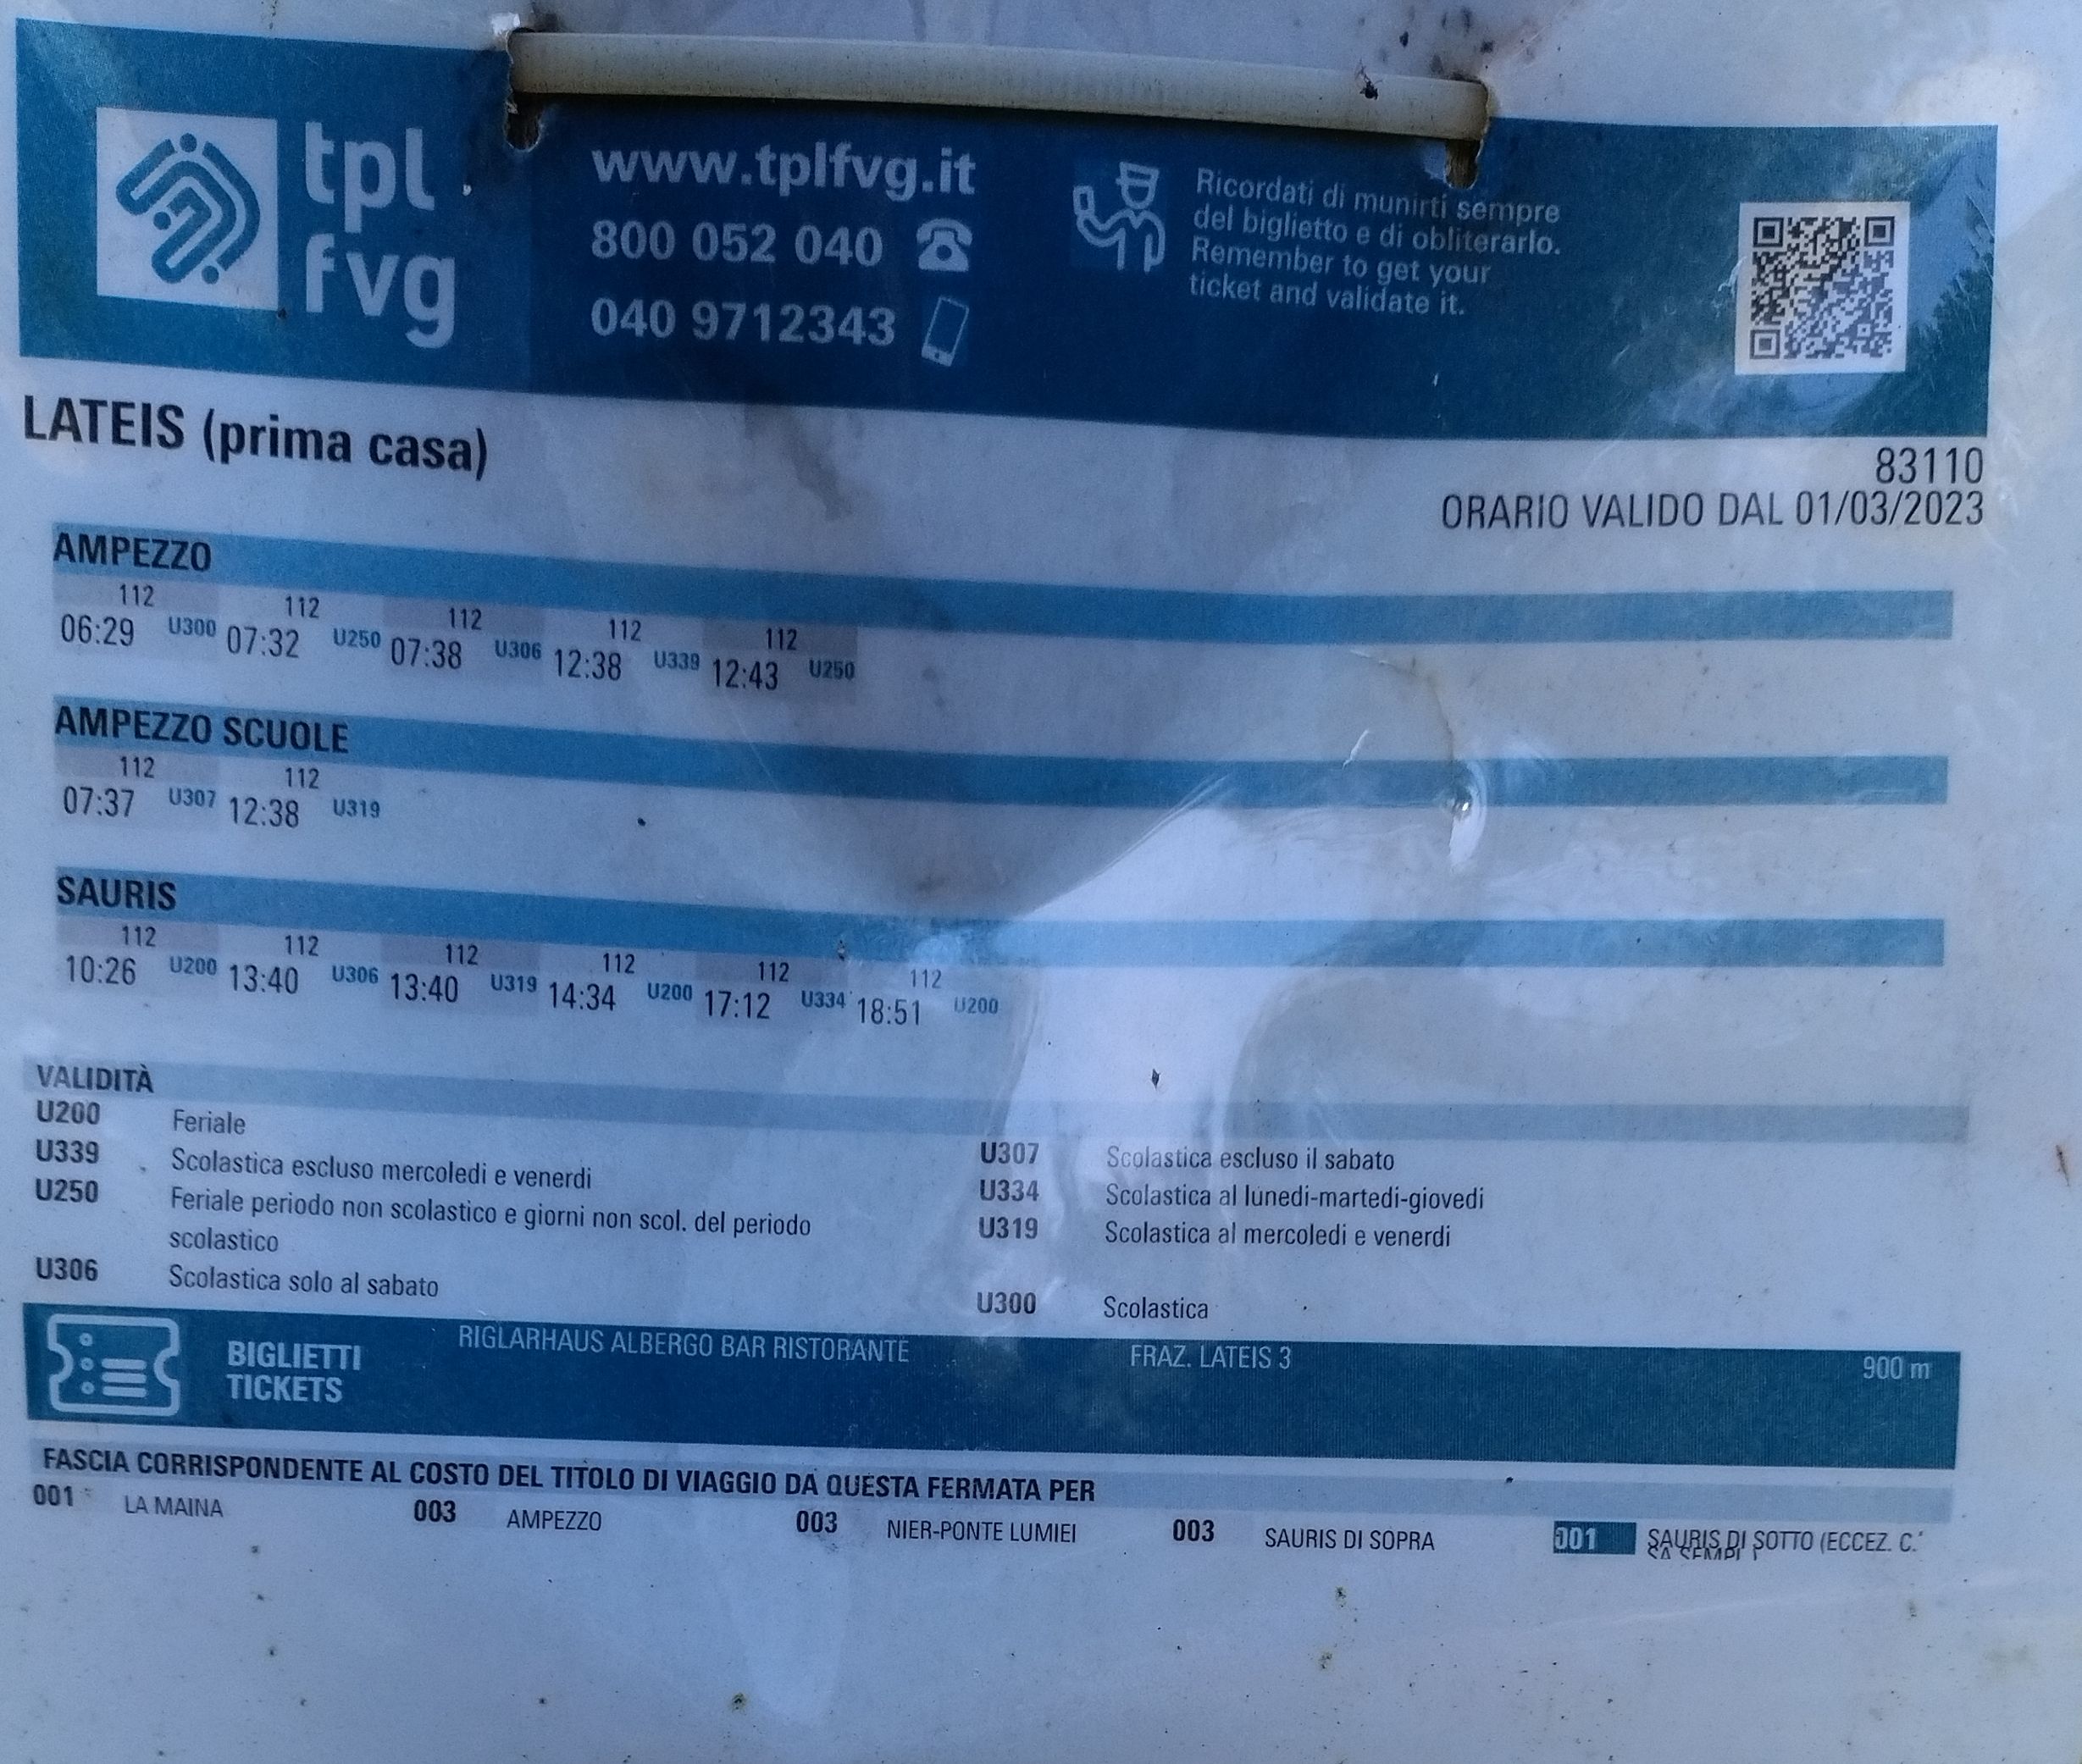 tpl
fvg
www.tplfvg.it
800 052 040
040 9712343
Ricordati di munirti sempre
del biglietto e di obliterarlo.
Remember to get your
ticket and validate it.
LATEIS (prima casa)
83110
ORARIO VALIDO DAL 01/03/2023
AMPEZZO
112 112 112 112 112
06:29 U300 07:32 U250 07:38 U306 12:38 U339 12:43 U250
AMPEZZO SCUOLE
112 112
07:37 U307 12:38 U319
SAURIS
112 112 112 112 112 112
10:26 U200 13:40 U306 13:40 U319 14:34 U200 17:12 U334 18:51 U200
VALIDITÀ
U200 Feriale
U339 Scolastica escluso mercoledi e venerdi
U250 Feriale periodo non scolastico e giorni non scol. del periodo
scolastico
U306 Scolastica solo al sabato
U307 Scolastica escluso il sabato
U334 Scolastica al lunedi-martedi-giovedi
U319 Scolastica al mercoledi e venerdi
U300 Scolastica
BIGLIETTI
TICKETS
RIGLARHAUS ALBERGO BAR RISTORANTE FRAZ. LATEIS 3 900 m
FASCIA CORRISPONDENTE AL COSTO DEL TITOLO DI VIAGGIO DA QUESTA FERMATA PER
001 LA MAINA 003 AMPEZZO 003 NIER-PONTE LUMIEI 003 SAURIS DI SOPRA 001 SAURIS DI SOTTO (ECCEZ. C.